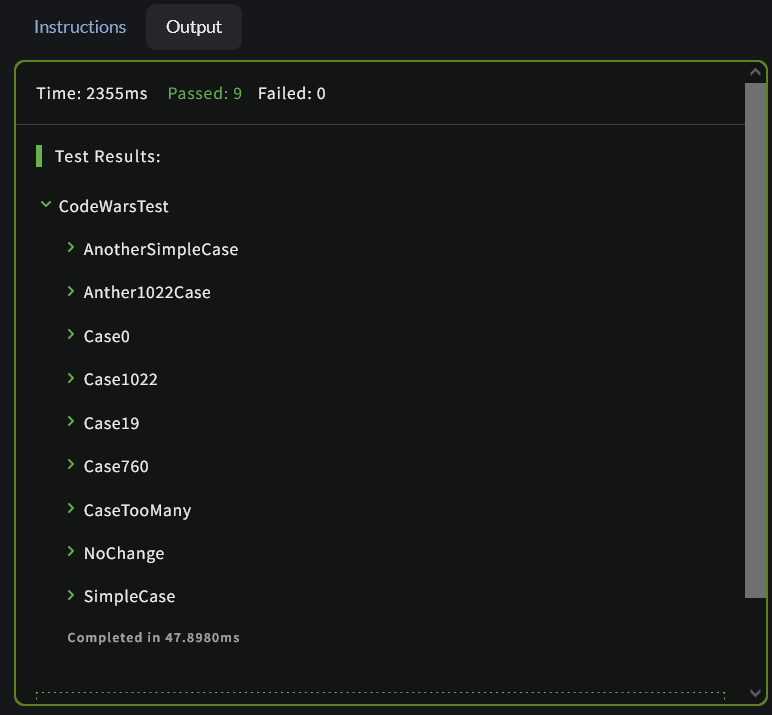 Instructions Output
Time: 2355ms Passed: 9 Failed: 0
Test Results:
CodeWarsTest
AnotherSimpleCase
Anther1022Case
Case0
Case1022
Case19
Case760
CaseTooMany
NoChange
SimpleCase
Completed in 47.8980ms